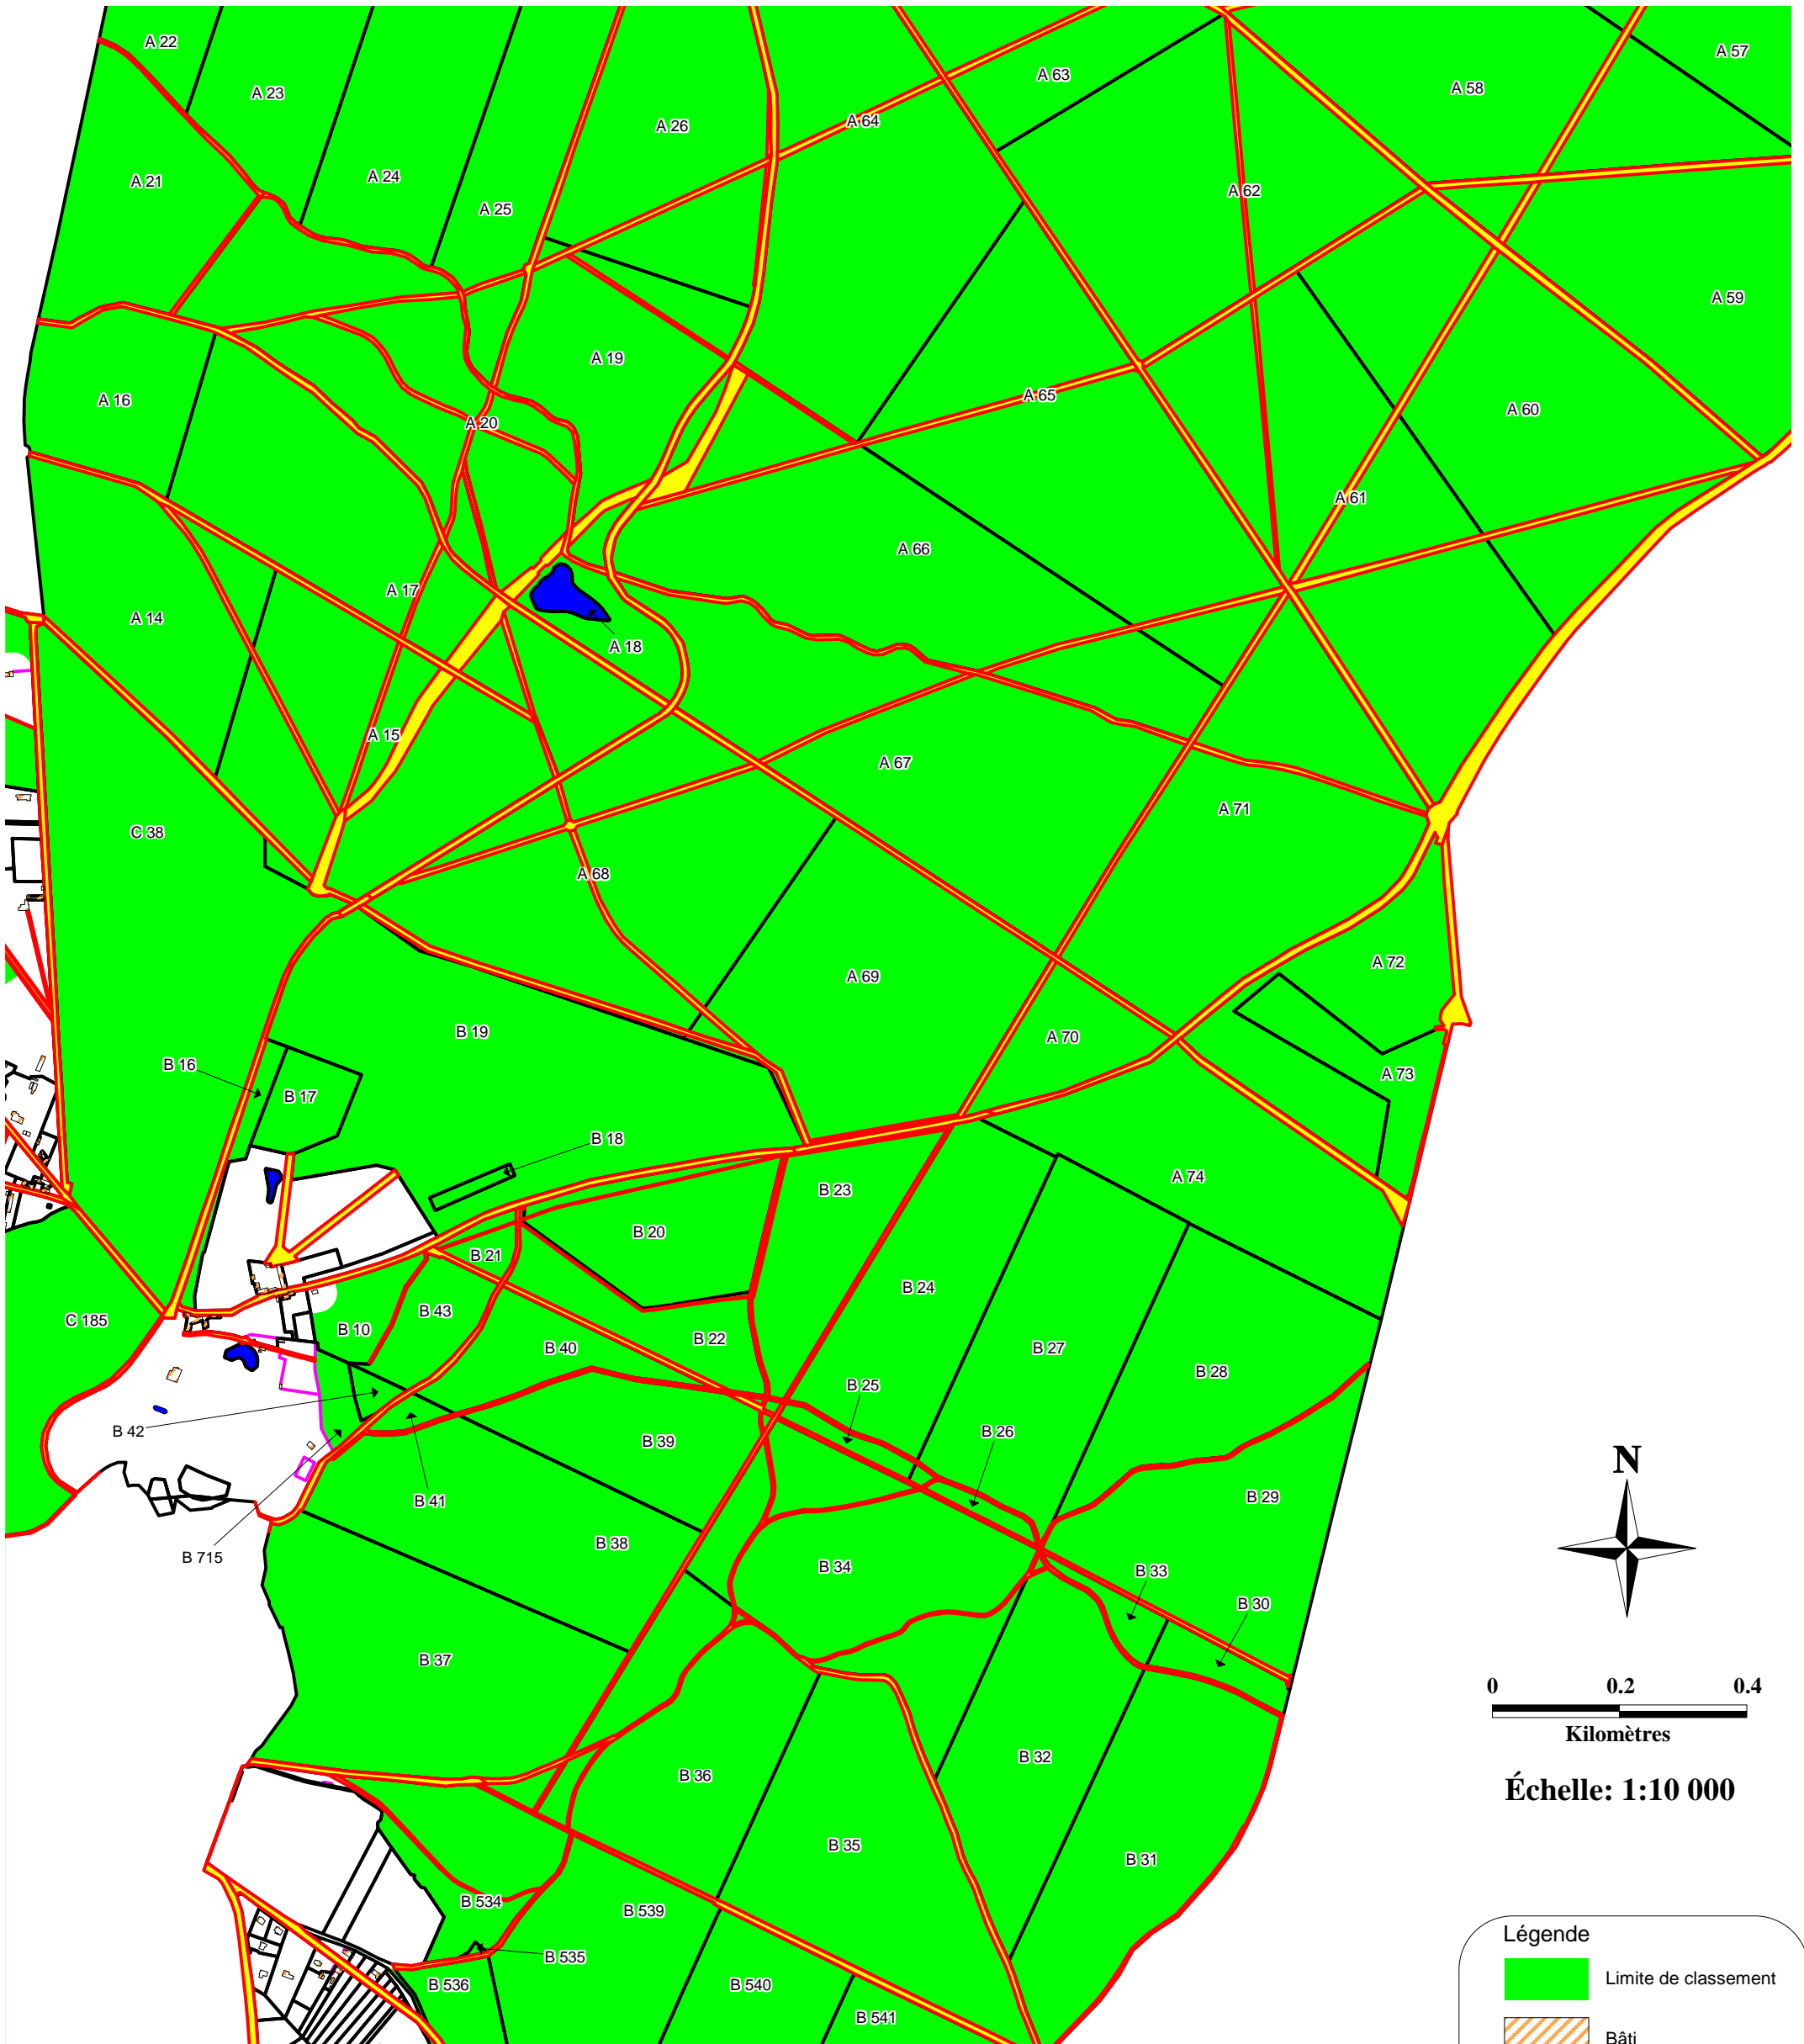 A 22
A 57
A 63
A 58
A 23
A 64
A 26
A 24
A 21
A 62
A 25
A 59
A 19
A 65
A 16
A 60
A 20
A 61
A 66
A 17
A 14
A 18
A 15
A 67
A 71
C 38
A 68
A 72
A 69
B 19
A 70
B 16
A 73
B 17
B 18
A 74
B 23
B 20
B 21
B 24
B 43
C 185
B 10
B 22
B 40
B 27
B 28
B 25
B 42
B 26
B 39
N
B 29
B 41
B 38
B 715
B 34
B 33
B 30
B 37
0 0.2 0.4
Kilomètres
B 32
B 36
Échelle: 1:10 000
B 35
B 31
B 534
B 539
Légende
B 535
Limite de classement
B 536
B 540
B 541
Bâti